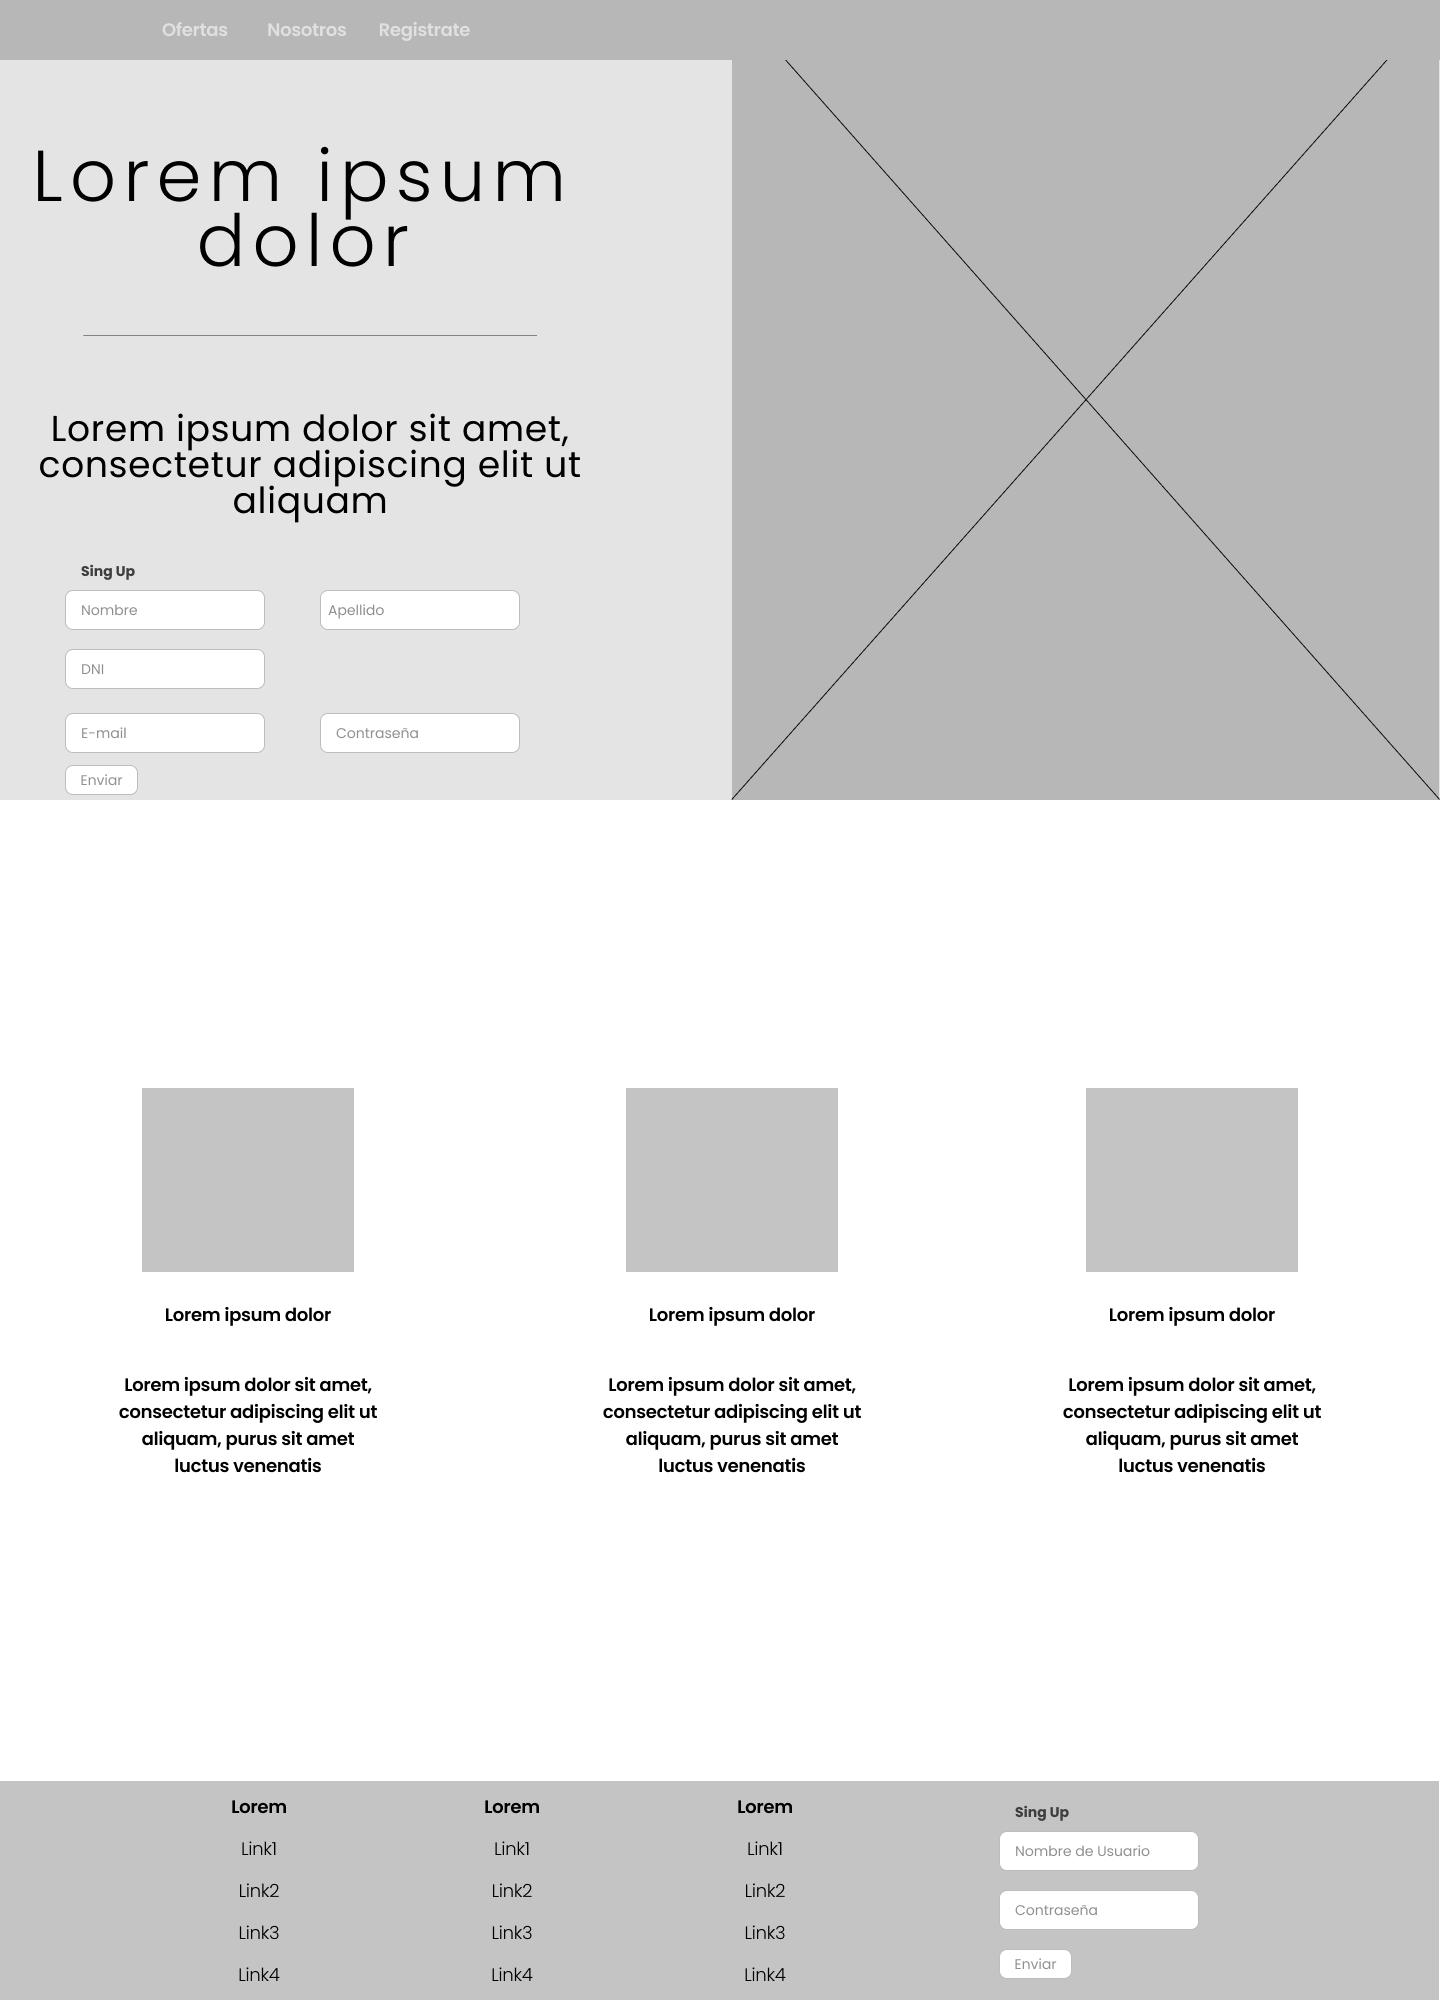 Ofertas Nosotros Registrate
Lorem ipsum
dolor
Lorem ipsum dolor sit amet,
consectetur adipiscing elit ut
aliquam
Sing Up
Nombre Apellido
DNI
E-mail Contraseña
Enviar
Lorem ipsum dolor
Lorem ipsum dolor sit amet,
consectetur adipiscing elit ut
aliquam, purus sit amet
luctus venenatis
Lorem ipsum dolor
Lorem ipsum dolor sit amet,
consectetur adipiscing elit ut
aliquam, purus sit amet
luctus venenatis
Lorem ipsum dolor
Lorem ipsum dolor sit amet,
consectetur adipiscing elit ut
aliquam, purus sit amet
luctus venenatis
Lorem
Link1
Link2
Link3
Link4
Lorem
Link1
Link2
Link3
Link4
Lorem
Link1
Link2
Link3
Link4
Sing Up
Nombre de Usuario
Contraseña
Enviar